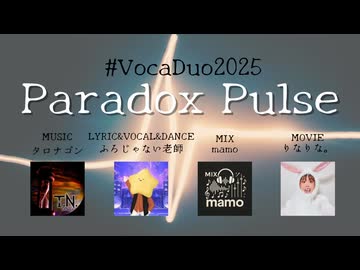 #VocaDuo2025
Paradox Pulse
MUSIC
タロナゴン
LYRIC&VOCAL&DANCE
ふろじゃない老師
MIX
mamo
MOVIE
りなりな。
T.N.
MIX
mamo